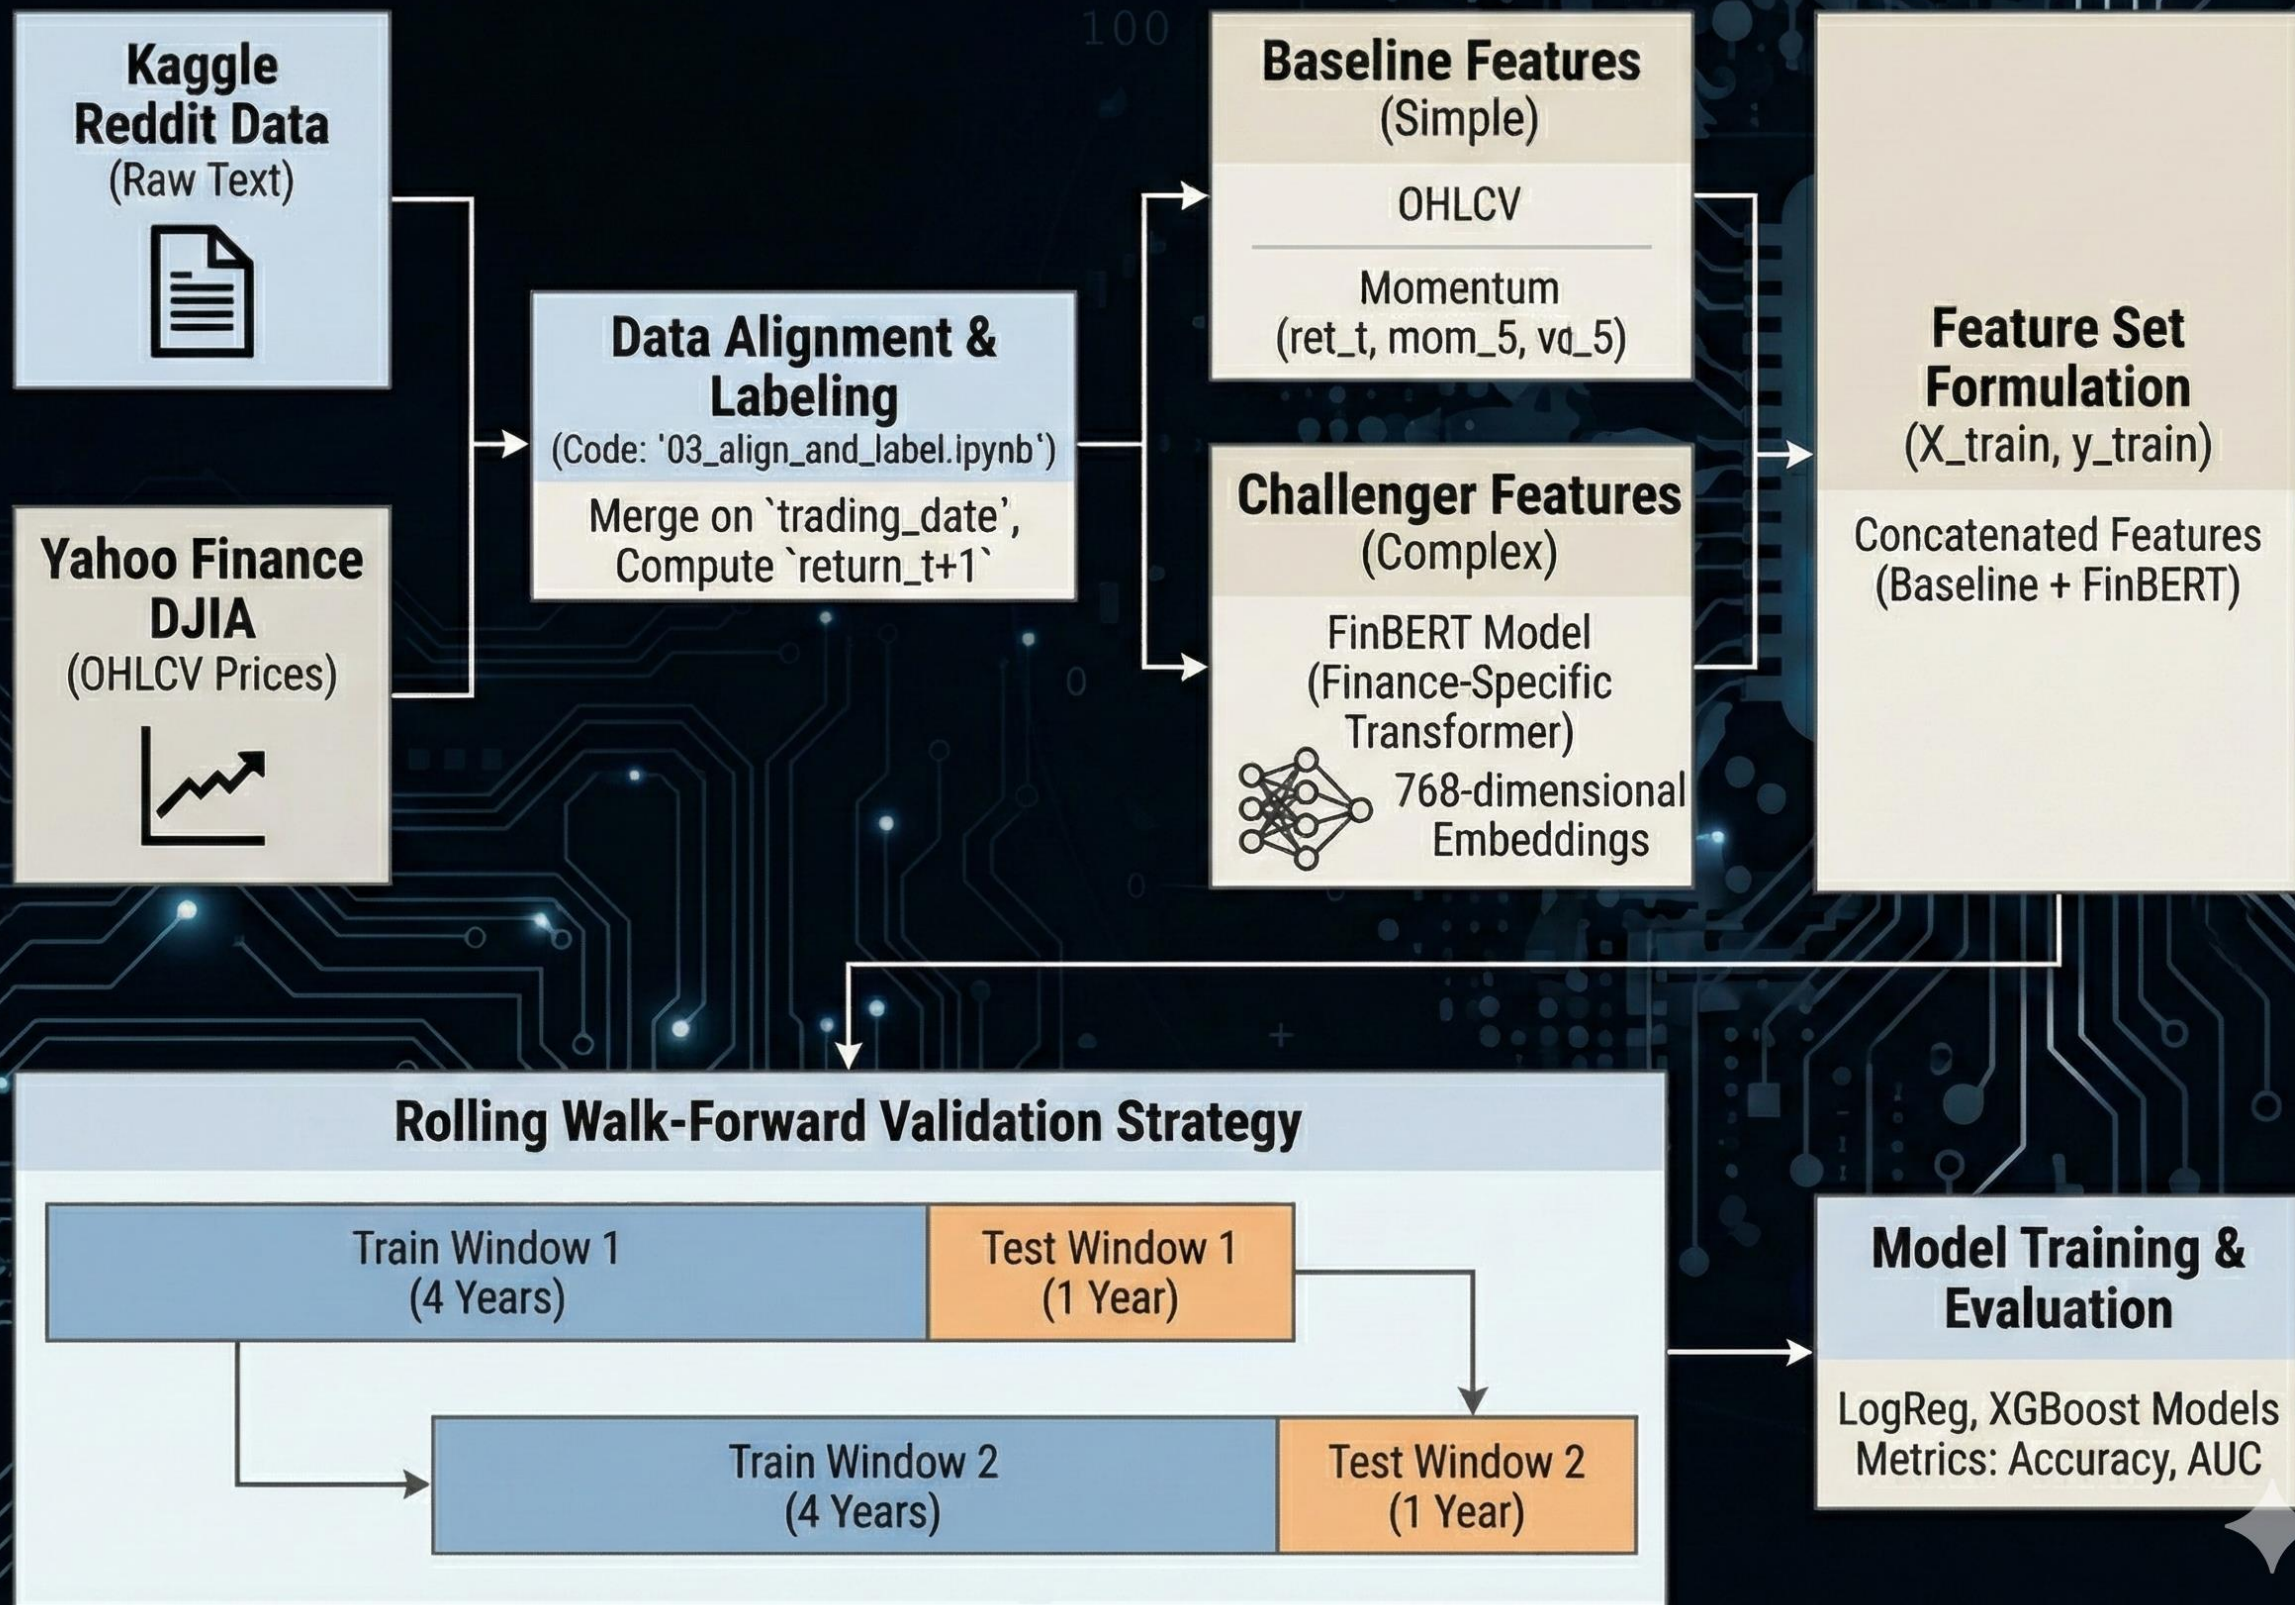 Kaggle
Reddit Data
(Raw Text)
Yahoo Finance
DJIA
(OHLCV Prices)
Data Alignment &
Labeling
(Code: '03_align_and_label.ipynb')
Merge on `trading_date',
Compute `return_t+1`
100
Baseline Features
(Simple)
OHLCV
Momentum
(ret_t, mom_5,
Challenger Features
(Complex)
FinBERT Model
(Finance-Specific
Transformer)
768-dimensional
Embeddings
0
0
Feature Set
Formulation
(X_train, y_train)
Concatenated Features
(Baseline + FinBERT)
Rolling Walk-Forward Validation Strategy
Train Window 1
(4 Years)
Test Window 1
(1 Year)
Train Window 2
(4 Years)
Test Window 2
(1 Year)
Model Training &
Evaluation
LogReg, XGBoost Models
Metrics: Accuracy, AUC